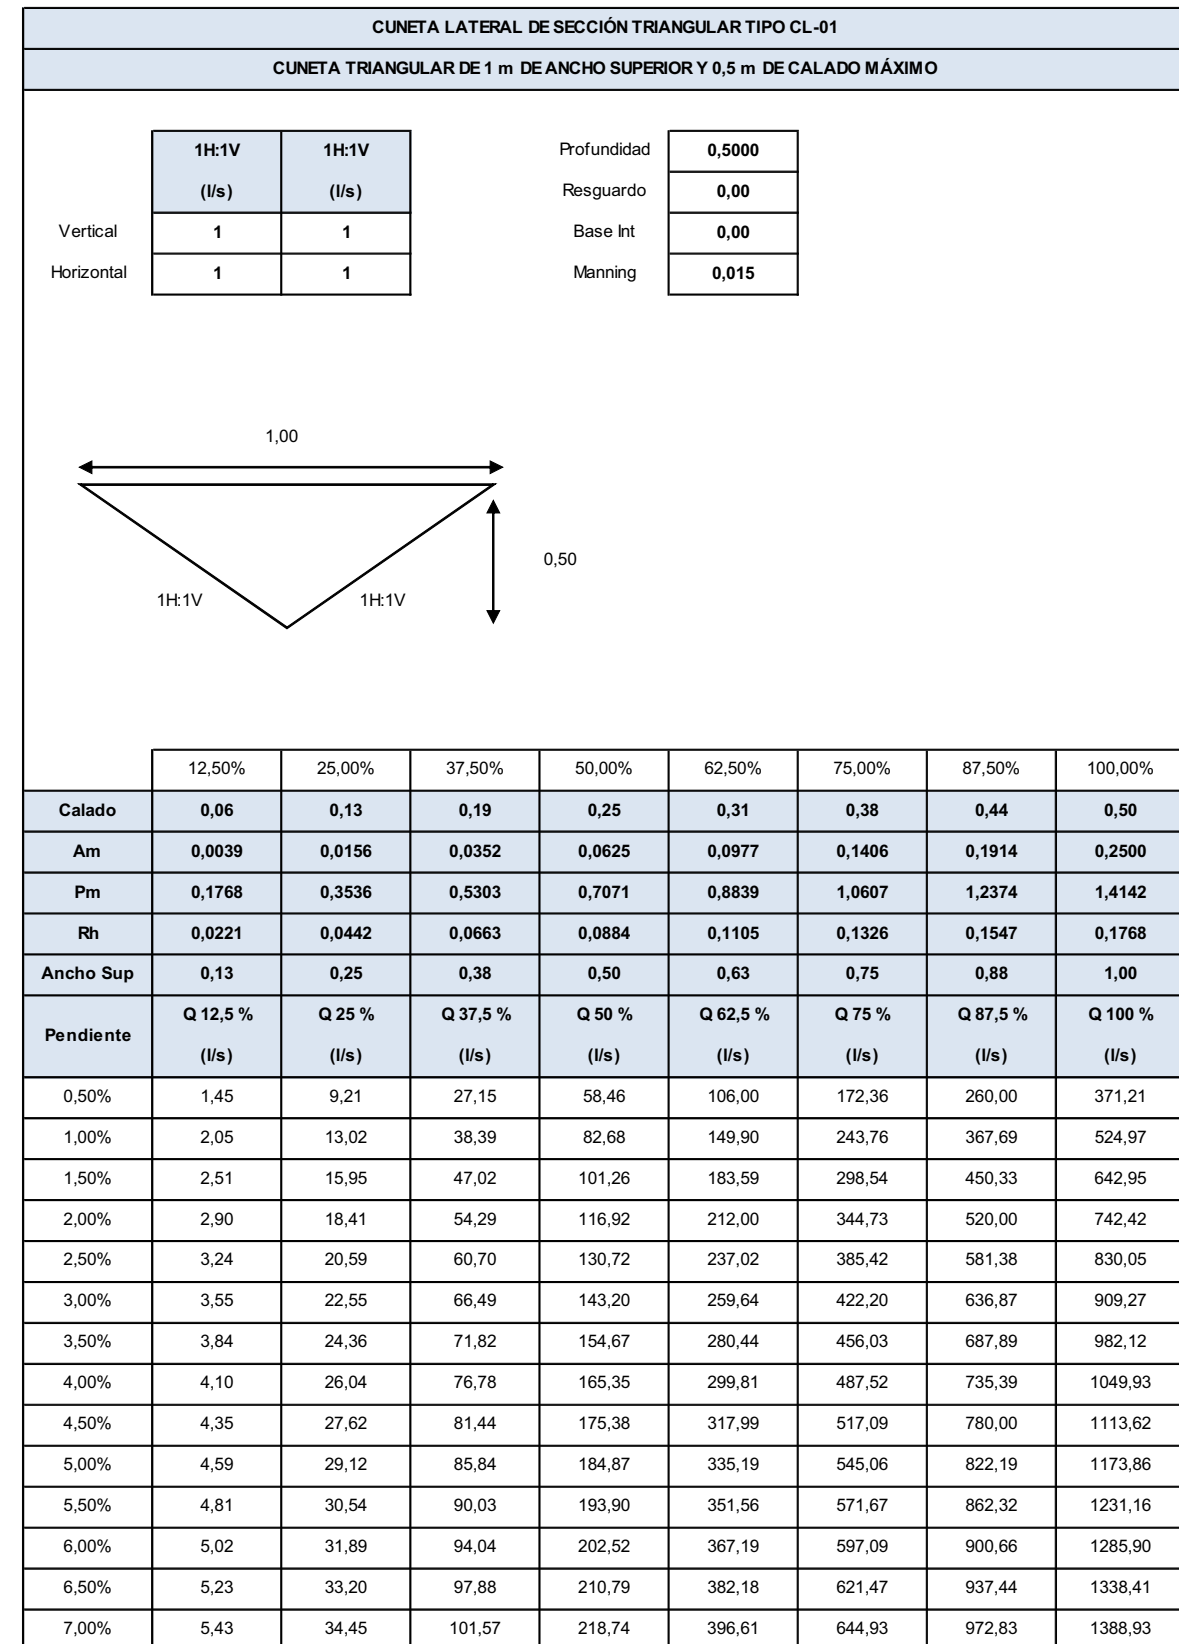 CUNETA LATERAL DE SECCIÓN TRIANGULAR TIPO CL-01
CUNETA TRIANGULAR DE 1 m DE ANCHO SUPERIOR Y 0,5 m DE CALADO MÁXIMO
1H:1V 1H:1V Profundidad 0,5000
(l/s) (l/s) Resguardo 0,00
Vertical 1 1 Base Int 0,00
Horizontal 1 1 Manning 0,015
1,00
0,50
1H:1V 1H:1V
12,50% 25,00% 37,50% 50,00% 62,50% 75,00% 87,50% 100,00%
Calado 0,06 0,13 0,19 0,25 0,31 0,38 0,44 0,50
Am 0,0039 0,0156 0,0352 0,0625 0,0977 0,1406 0,1914 0,2500
Pm 0,1768 0,3536 0,5303 0,7071 0,8839 1,0607 1,2374 1,4142
Rh 0,0221 0,0442 0,0663 0,0884 0,1105 0,1326 0,1547 0,1768
Ancho Sup 0,13 0,25 0,38 0,50 0,63 0,75 0,88 1,00
Pendiente Q 12,5 % Q 25 % Q 37,5 % Q 50 % Q 62,5 % Q 75 % Q 87,5 % Q 100 %
(l/s) (l/s) (l/s) (l/s) (l/s) (l/s) (l/s) (l/s)
0,50% 1,45 9,21 27,15 58,46 106,00 172,36 260,00 371,21
1,00% 2,05 13,02 38,39 82,68 149,90 243,76 367,69 524,97
1,50% 2,51 15,95 47,02 101,26 183,59 298,54 450,33 642,95
2,00% 2,90 18,41 54,29 116,92 212,00 344,73 520,00 742,42
2,50% 3,24 20,59 60,70 130,72 237,02 385,42 581,38 830,05
3,00% 3,55 22,55 66,49 143,20 259,64 422,20 636,87 909,27
3,50% 3,84 24,36 71,82 154,67 280,44 456,03 687,89 982,12
4,00% 4,10 26,04 76,78 165,35 299,81 487,52 735,39 1049,93
4,50% 4,35 27,62 81,44 175,38 317,99 517,09 780,00 1113,62
5,00% 4,59 29,12 85,84 184,87 335,19 545,06 822,19 1173,86
5,50% 4,81 30,54 90,03 193,90 351,56 571,67 862,32 1231,16
6,00% 5,02 31,89 94,04 202,52 367,19 597,09 900,66 1285,90
6,50% 5,23 33,20 97,88 210,79 382,18 621,47 937,44 1338,41
7,00% 5,43 34,45 101,57 218,74 396,61 644,93 972,83 1388,93